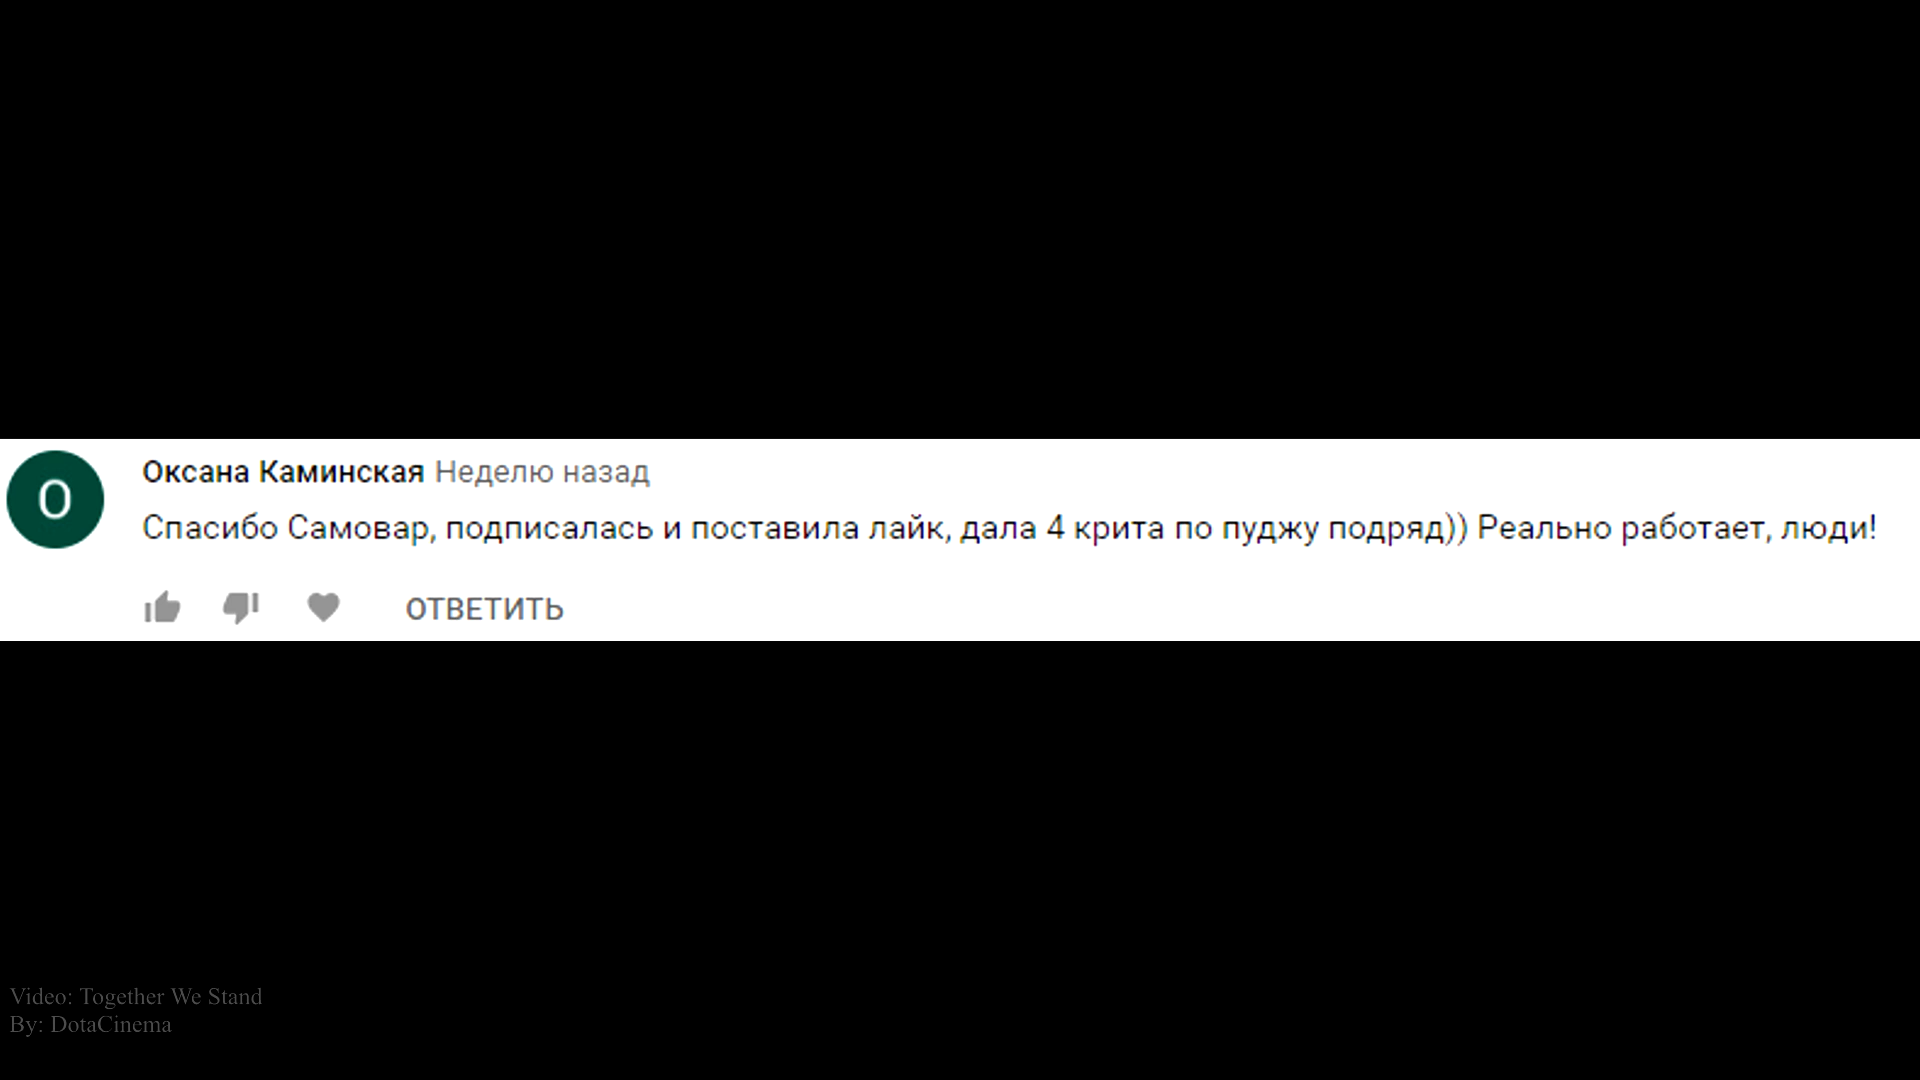 О
Оксана Каминская Неделю назад
Спасибо Самовар, подписалась и поставила лайк, дала 4 крита по пуджу подряд)) Реально работает, люди!
ОТВЕТИТЬ
Video: Together We Stand
By: DotaCinema